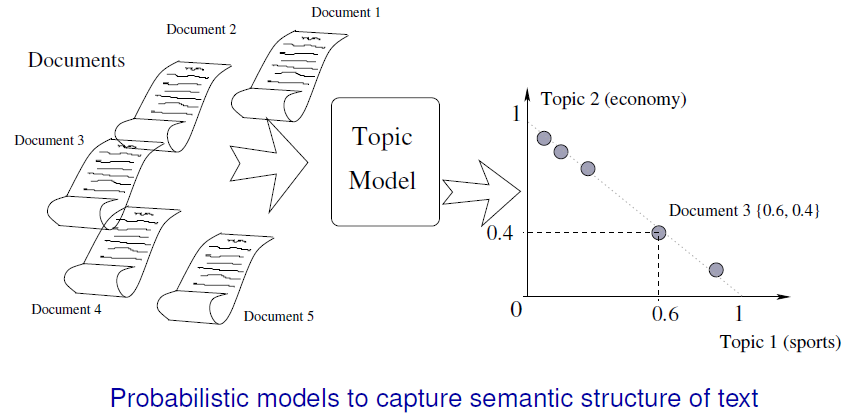 Document 1
Document 2
Documents
Document 3
Document 4
Document 5
Topic
Model
Topic 2 (economy)
1
Document 3 {0.6, 0.4}
0.4
0
0.6
1
Topic 1 (sports)
Probabilistic models to capture semantic structure of text